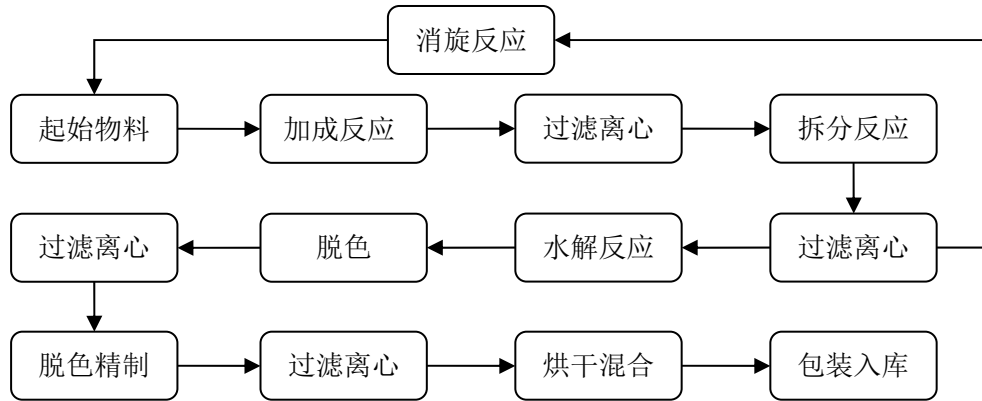 消旋反应
起始物料
加成反应
过滤离心
拆分反应
过滤离心
脱色
水解反应
过滤离心
脱色精制
过滤离心
烘干混合
包装入库